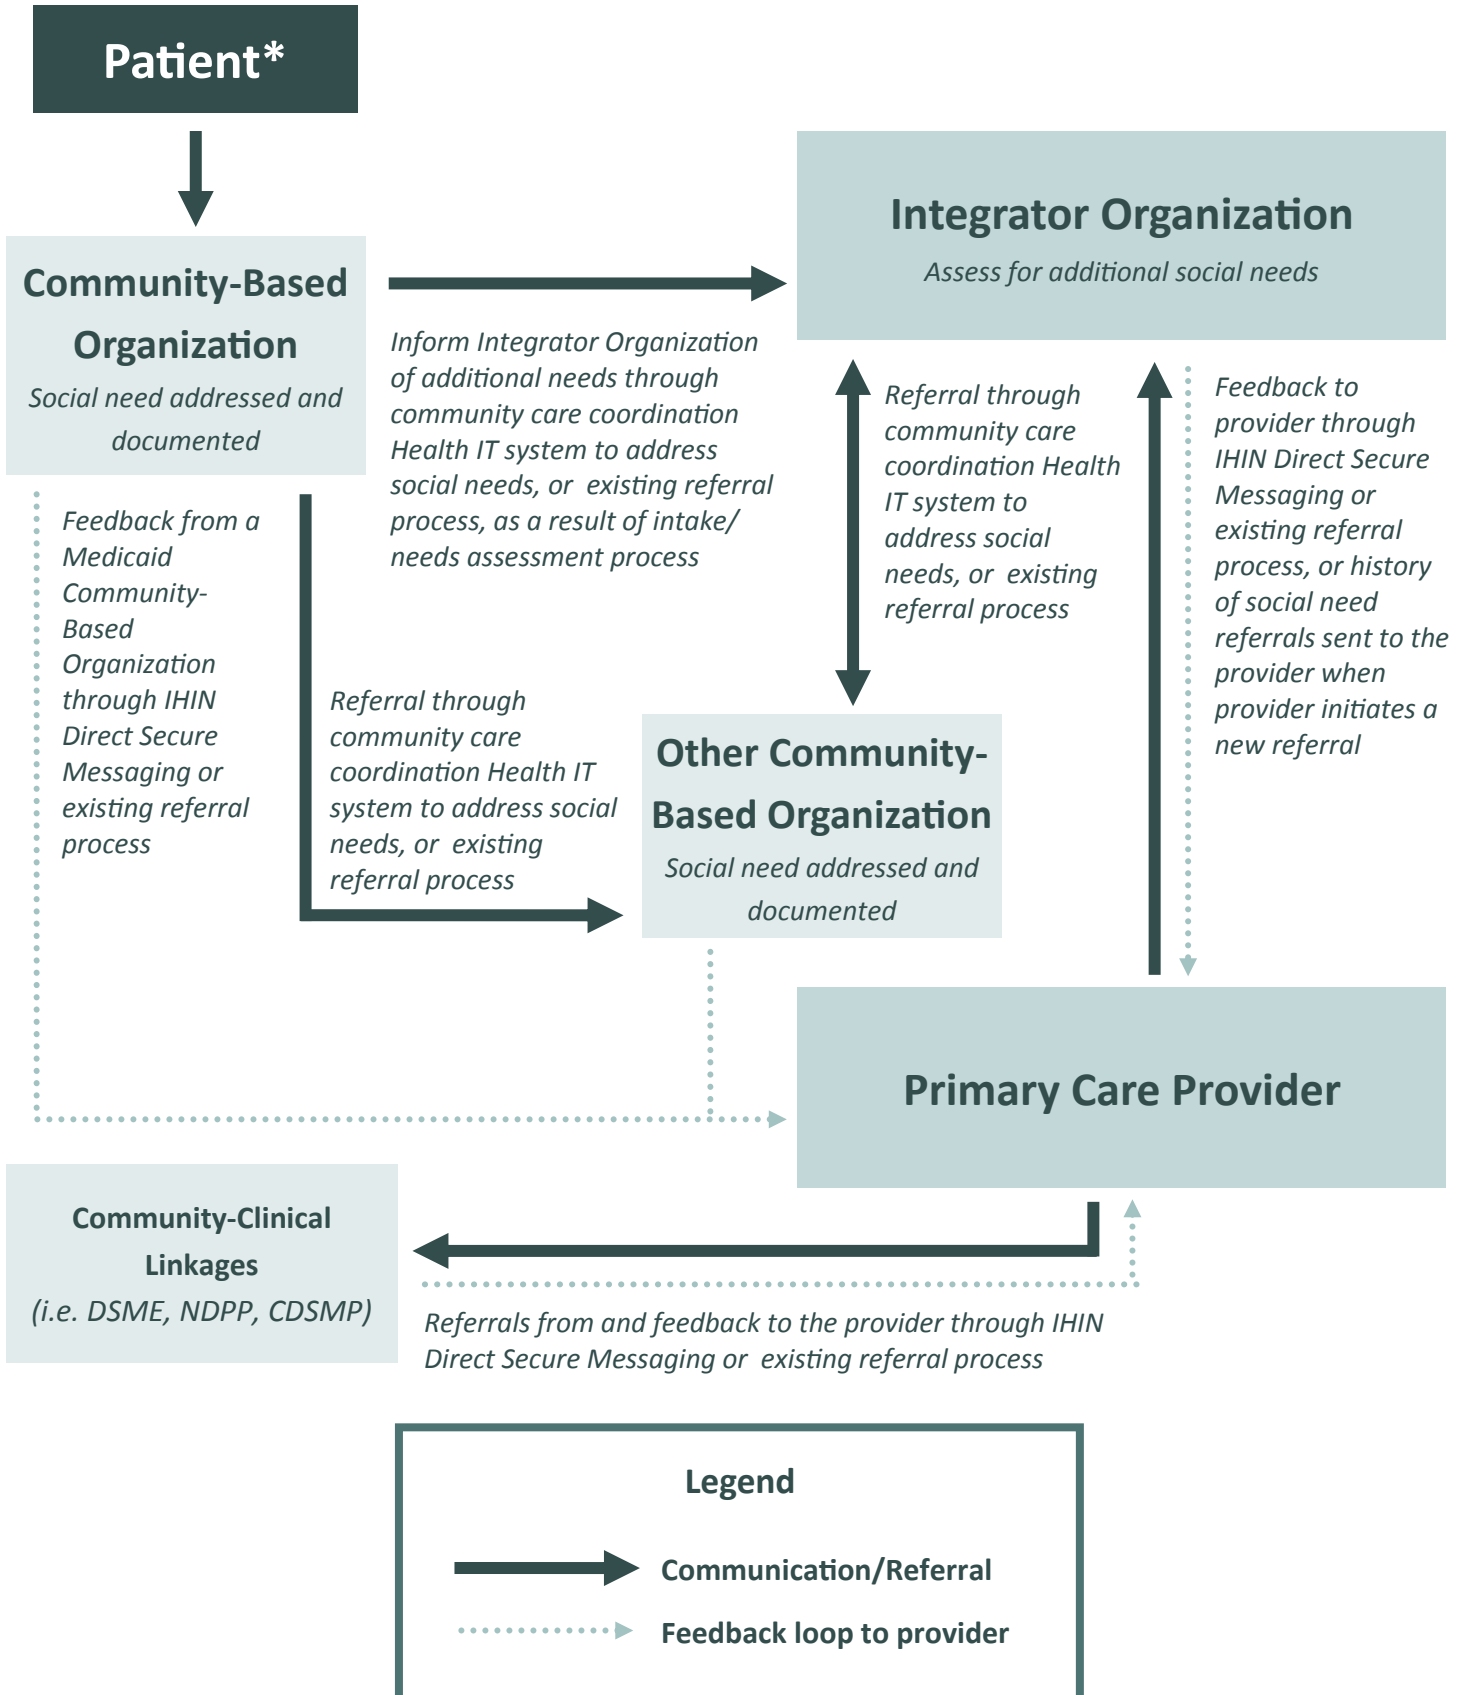 Patient*
Community-Based
Organization
Social need addressed and
documented
Integrator Organization
Assess for additional social needs
Inform Integrator Organization
of additional needs through
community care coordination
Health IT system to address
social needs, or  existing referral
process, as a result of intake/
needs assessment process
Referral through
community care
coordination Health
IT system to
address social
needs, or  existing
referral process
Feedback to
provider through
IHIN Direct Secure
Messaging or
existing referral
process, or history
of social need
referrals sent to the
provider when
provider initiates a
new referral
Feedback from a
Medicaid
Community-
Based
Organization
through IHIN
Direct Secure
Messaging or
existing referral
process
Referral through
community care
coordination Health IT
system to address social
needs, or  existing
referral process
Other Community-
Based Organization
Social need addressed and
documented
Primary Care Provider
Community-Clinical
Linkages
(i.e. DSME, NDPP, CDSMP)
Referrals from and feedback to the provider through IHIN
Direct Secure Messaging or  existing referral process
Legend
Communication/Referral
Feedback loop to provider